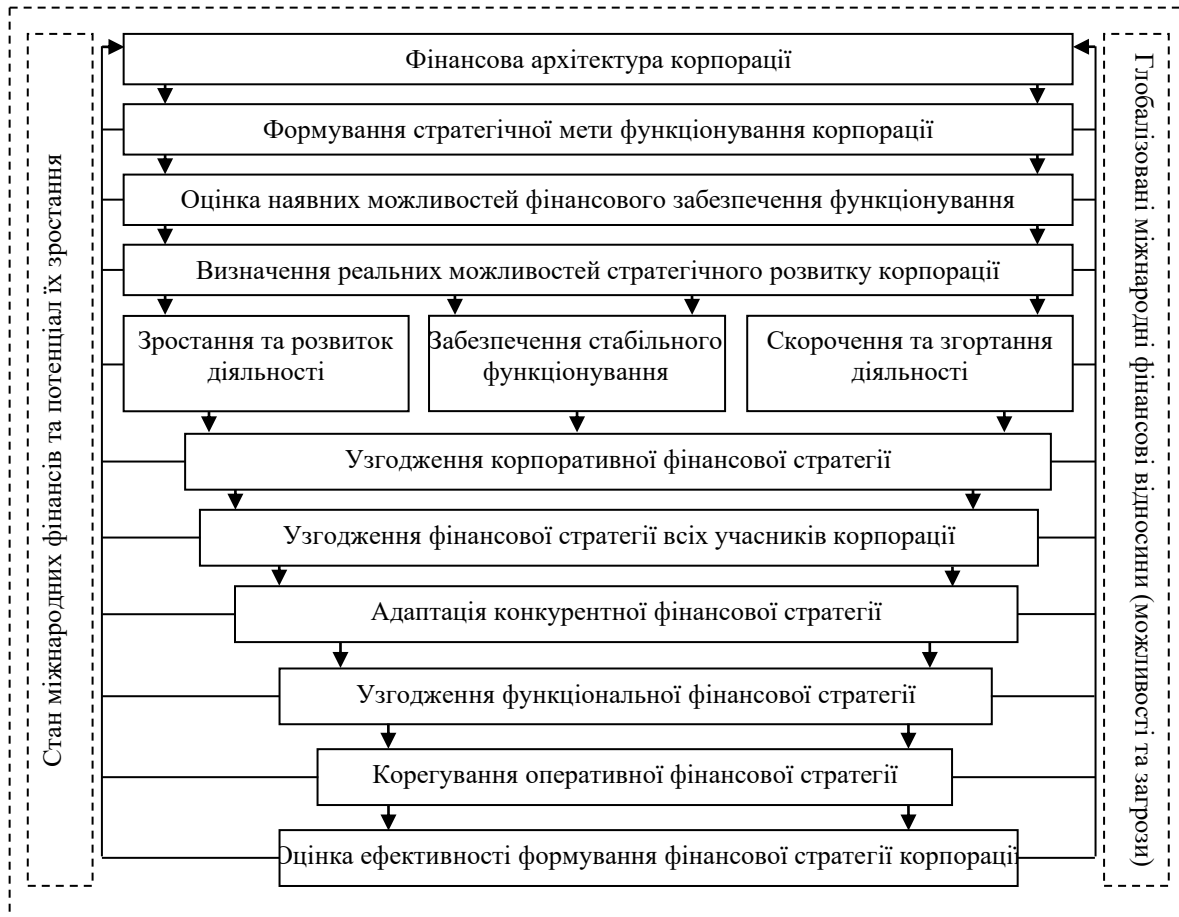 Стан міжнародних фінансів та потенціал їх зростання
Фінансова архітектура корпорації
Формування стратегічної мети функціонування корпорації
Оцінка наявних можливостей фінансового забезпечення функціонування
Визначення реальних можливостей стратегічного розвитку корпорації
Зростання та розвиток
діяльності
Забезпечення стабільного
функціонування
Скорочення та згортання
діяльності
Узгодження корпоративної фінансової стратегії
Узгодження фінансової стратегії всіх учасників корпорації
Адаптація конкурентної фінансової стратегії
Узгодження функціональної фінансової стратегії
Корегування оперативної фінансової стратегії
Оцінка ефективності формування фінансової стратегії корпорації
Глобалізовані міжнародні фінансові відносини (можливості та загрози)